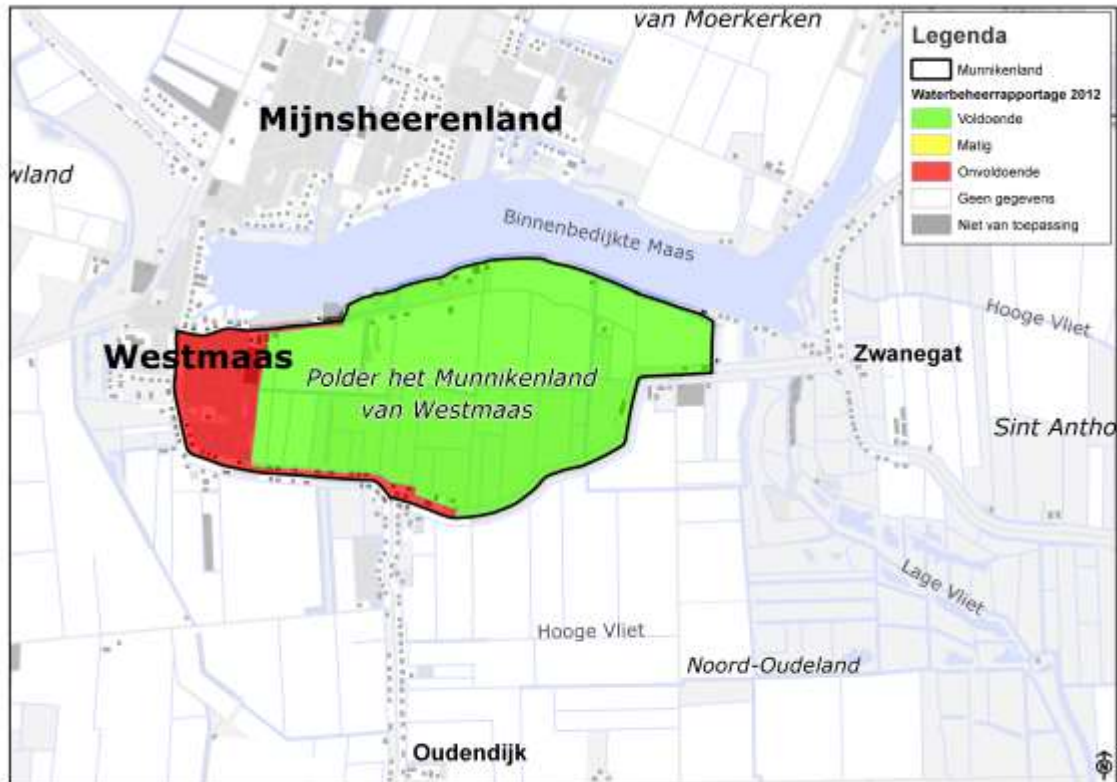 van Moerkerken
Legenda
Munnikenland
Waterbeheerrapportage 2012
Voldoende
Matig
Onvoldoende
Geen gegevens
Niet van toepassing
Mijnsheerenland
wland
Binnenbedijkte Maas
Hooge Vliet
Westmaas
Zwanegat
Polder het Munnikenland
van Westmaas
Sint Antho
Lage Vliet
Hooge Vliet
Noord-Oudeland
Oudendijk